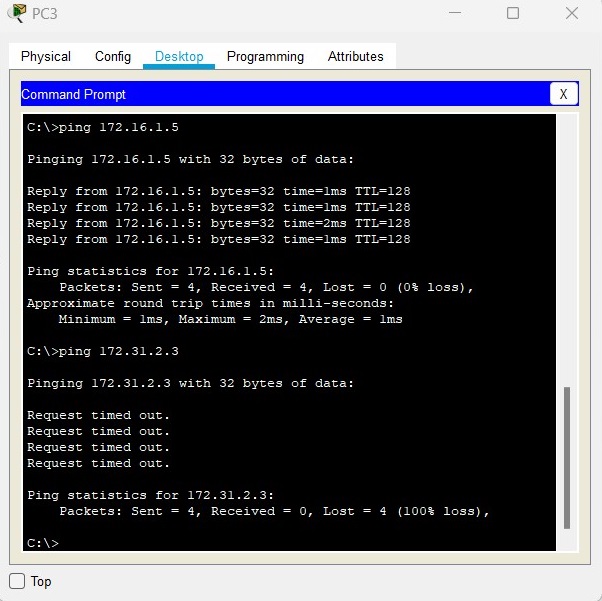 PC3
Physical Config Desktop Programming Attributes
Command Prompt X
C:\>ping 172.16.1.5
Pinging 172.16.1.5 with 32 bytes of data:
Reply from 172.16.1.5: bytes=32 time=1ms TTL=128
Reply from 172.16.1.5: bytes=32 time=1ms TTL=128
Reply from 172.16.1.5: bytes=32 time=2ms TTL=128
Reply from 172.16.1.5: bytes=32 time=1ms TTL=128
Ping statistics for 172.16.1.5:
Packets: Sent = 4, Received = 4, Lost = 0 (0% loss),
Approximate round trip times in milli-seconds:
Minimum = 1ms, Maximum = 2ms, Average = 1ms
C:\>ping 172.31.2.3
Pinging 172.31.2.3 with 32 bytes of data:
Request timed out.
Request timed out.
Request timed out.
Request timed out.
Ping statistics for 172.31.2.3:
Packets: Sent = 4, Received = 0, Lost = 4 (100% loss),
C:\>
Top